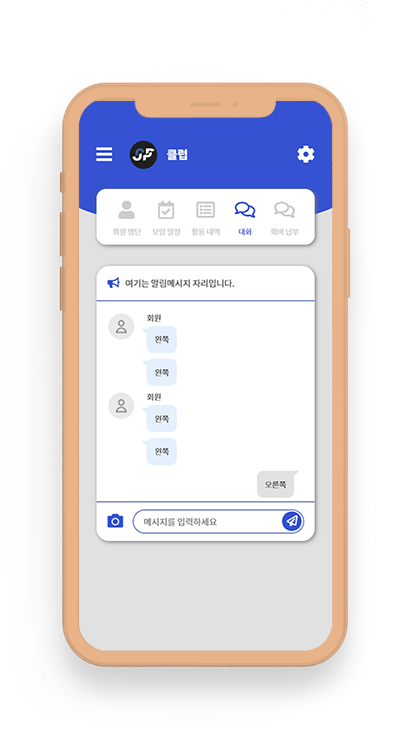 클럽
회원 명단 모임 일정 활동 내역 대화 회비 납부
여기는 알림메시지 자리입니다.
회원
왼쪽
왼쪽
회원
왼쪽
왼쪽
오른쪽
메시지를 입력하세요